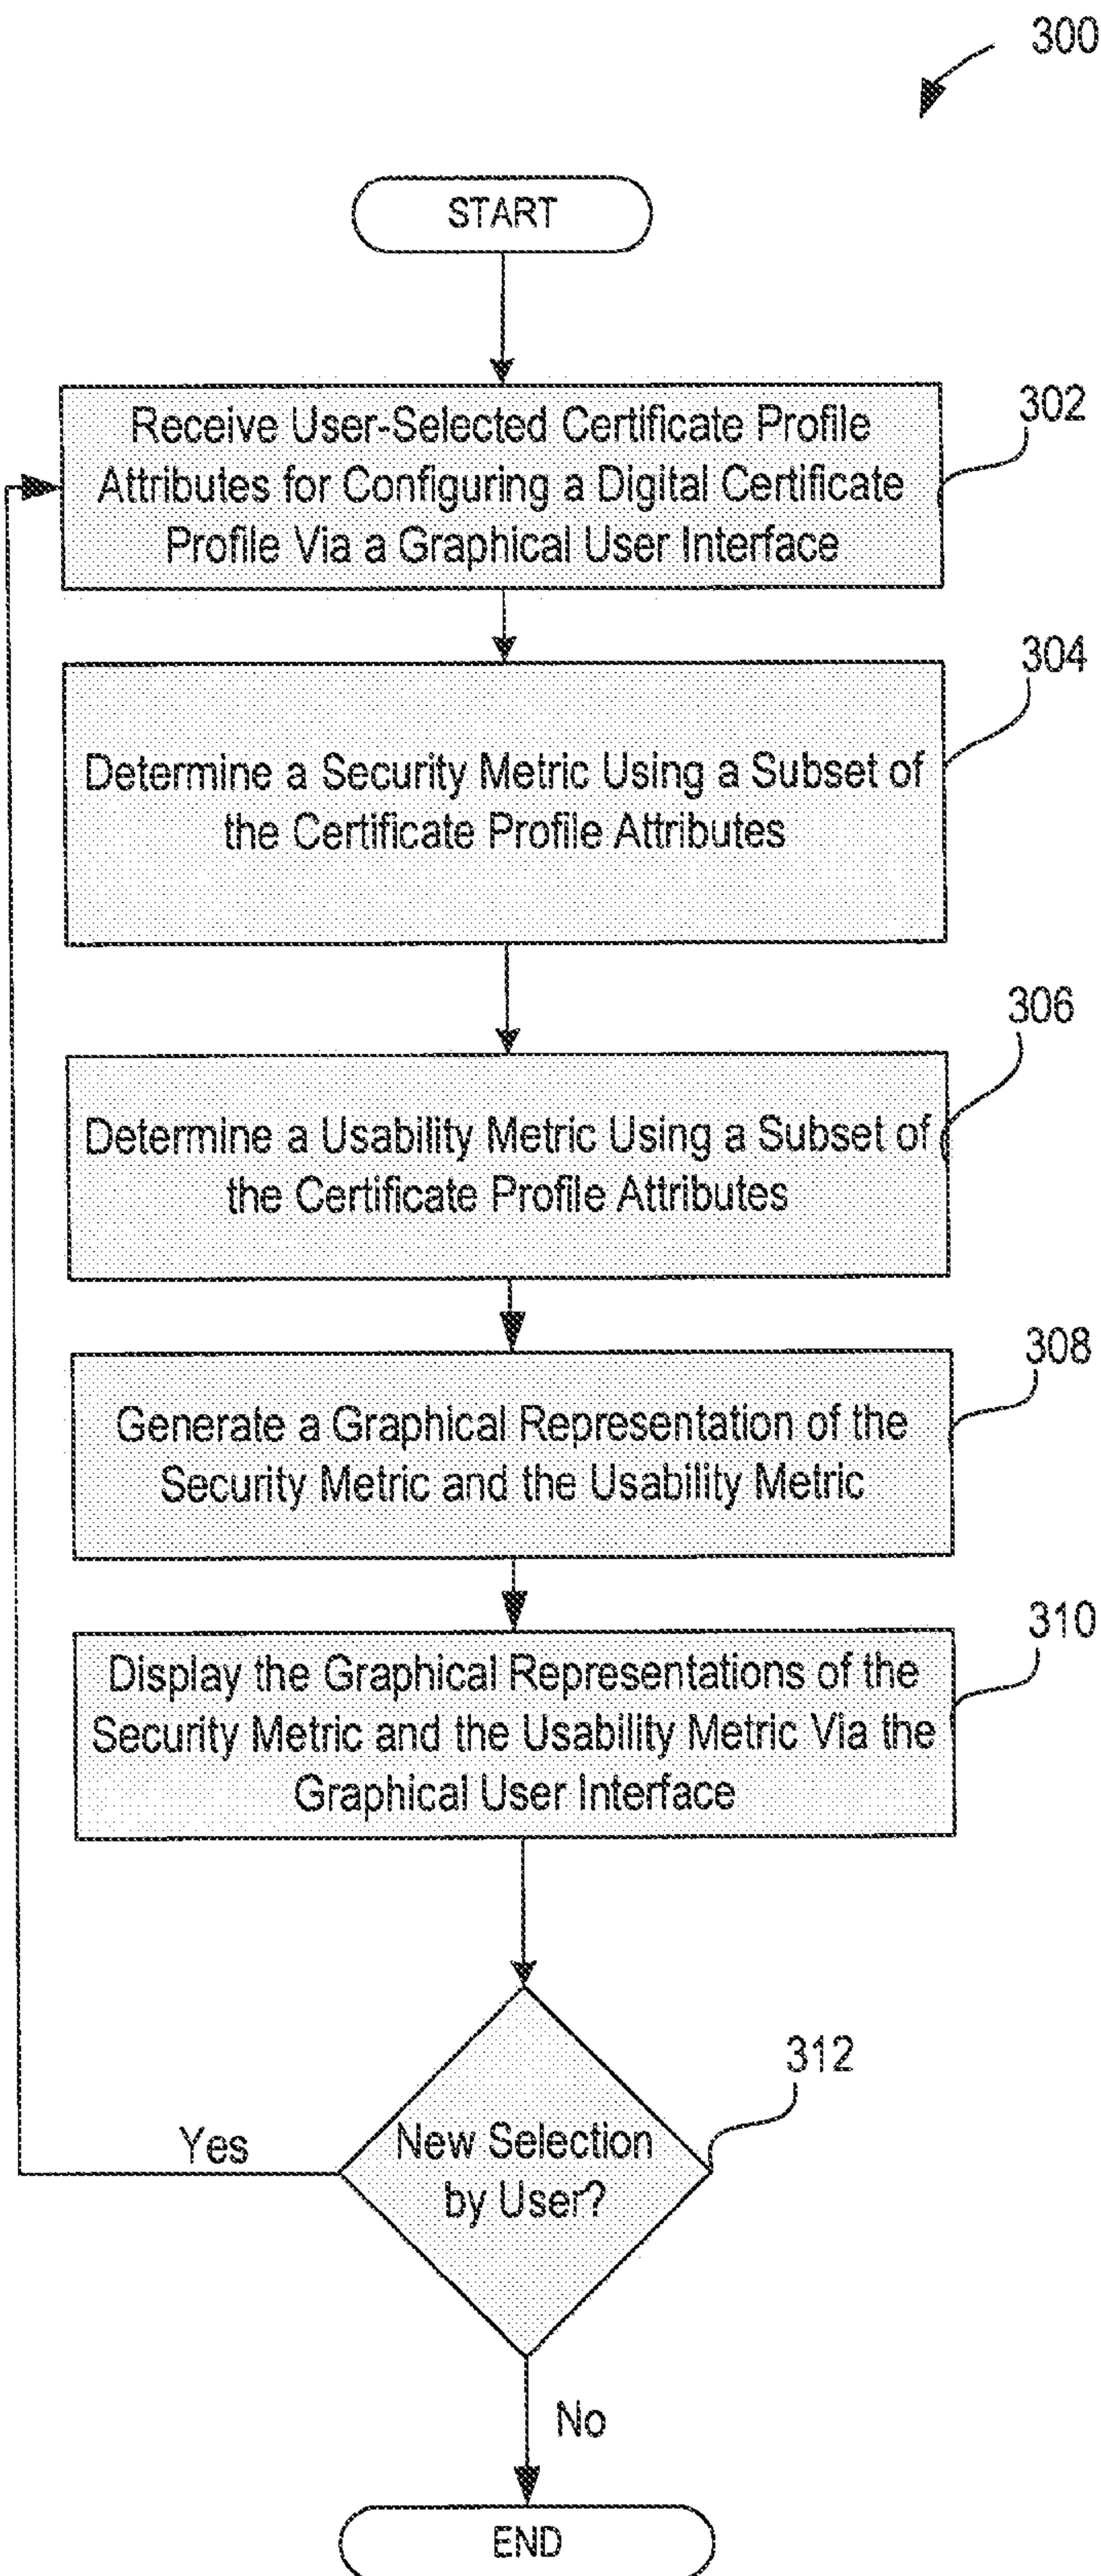 300
START
302
Receive User-Selected Certificate Profile
Attributes for Configuring a Digital Certificate
Profile Via a Graphical User Interface
304
Determine a Security Metric Using a Subset of
the Certificate Profile Attributes
306
Determine a Usability Metric Using a Subset of
the Certificate Profile Attributes
308
Generate a Graphical Representation of the
Security Metric and the Usability Metric
310
Display the Graphical Representations of the
Security Metric and the Usability Metric Via the
Graphical User Interface
312
New Selection
by User?
Yes
No
END